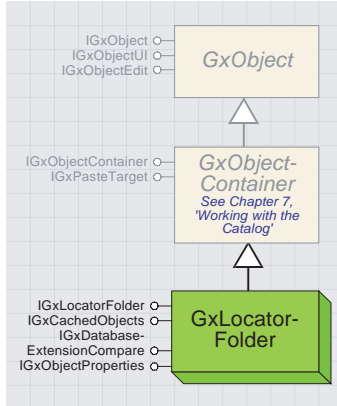 IGxObject
IGxObjectUI
IGxObjectEdit
GxObject
IGxObjectContainer
IGxPasteTarget
GxObject-
Container
See Chapter 7,
'Working with the
Catalog'
IGxLocatorFolder
IGxCachedObjects
IGxDatabase-
ExtensionCompare
IGxObjectProperties
GxLocator-
Folder